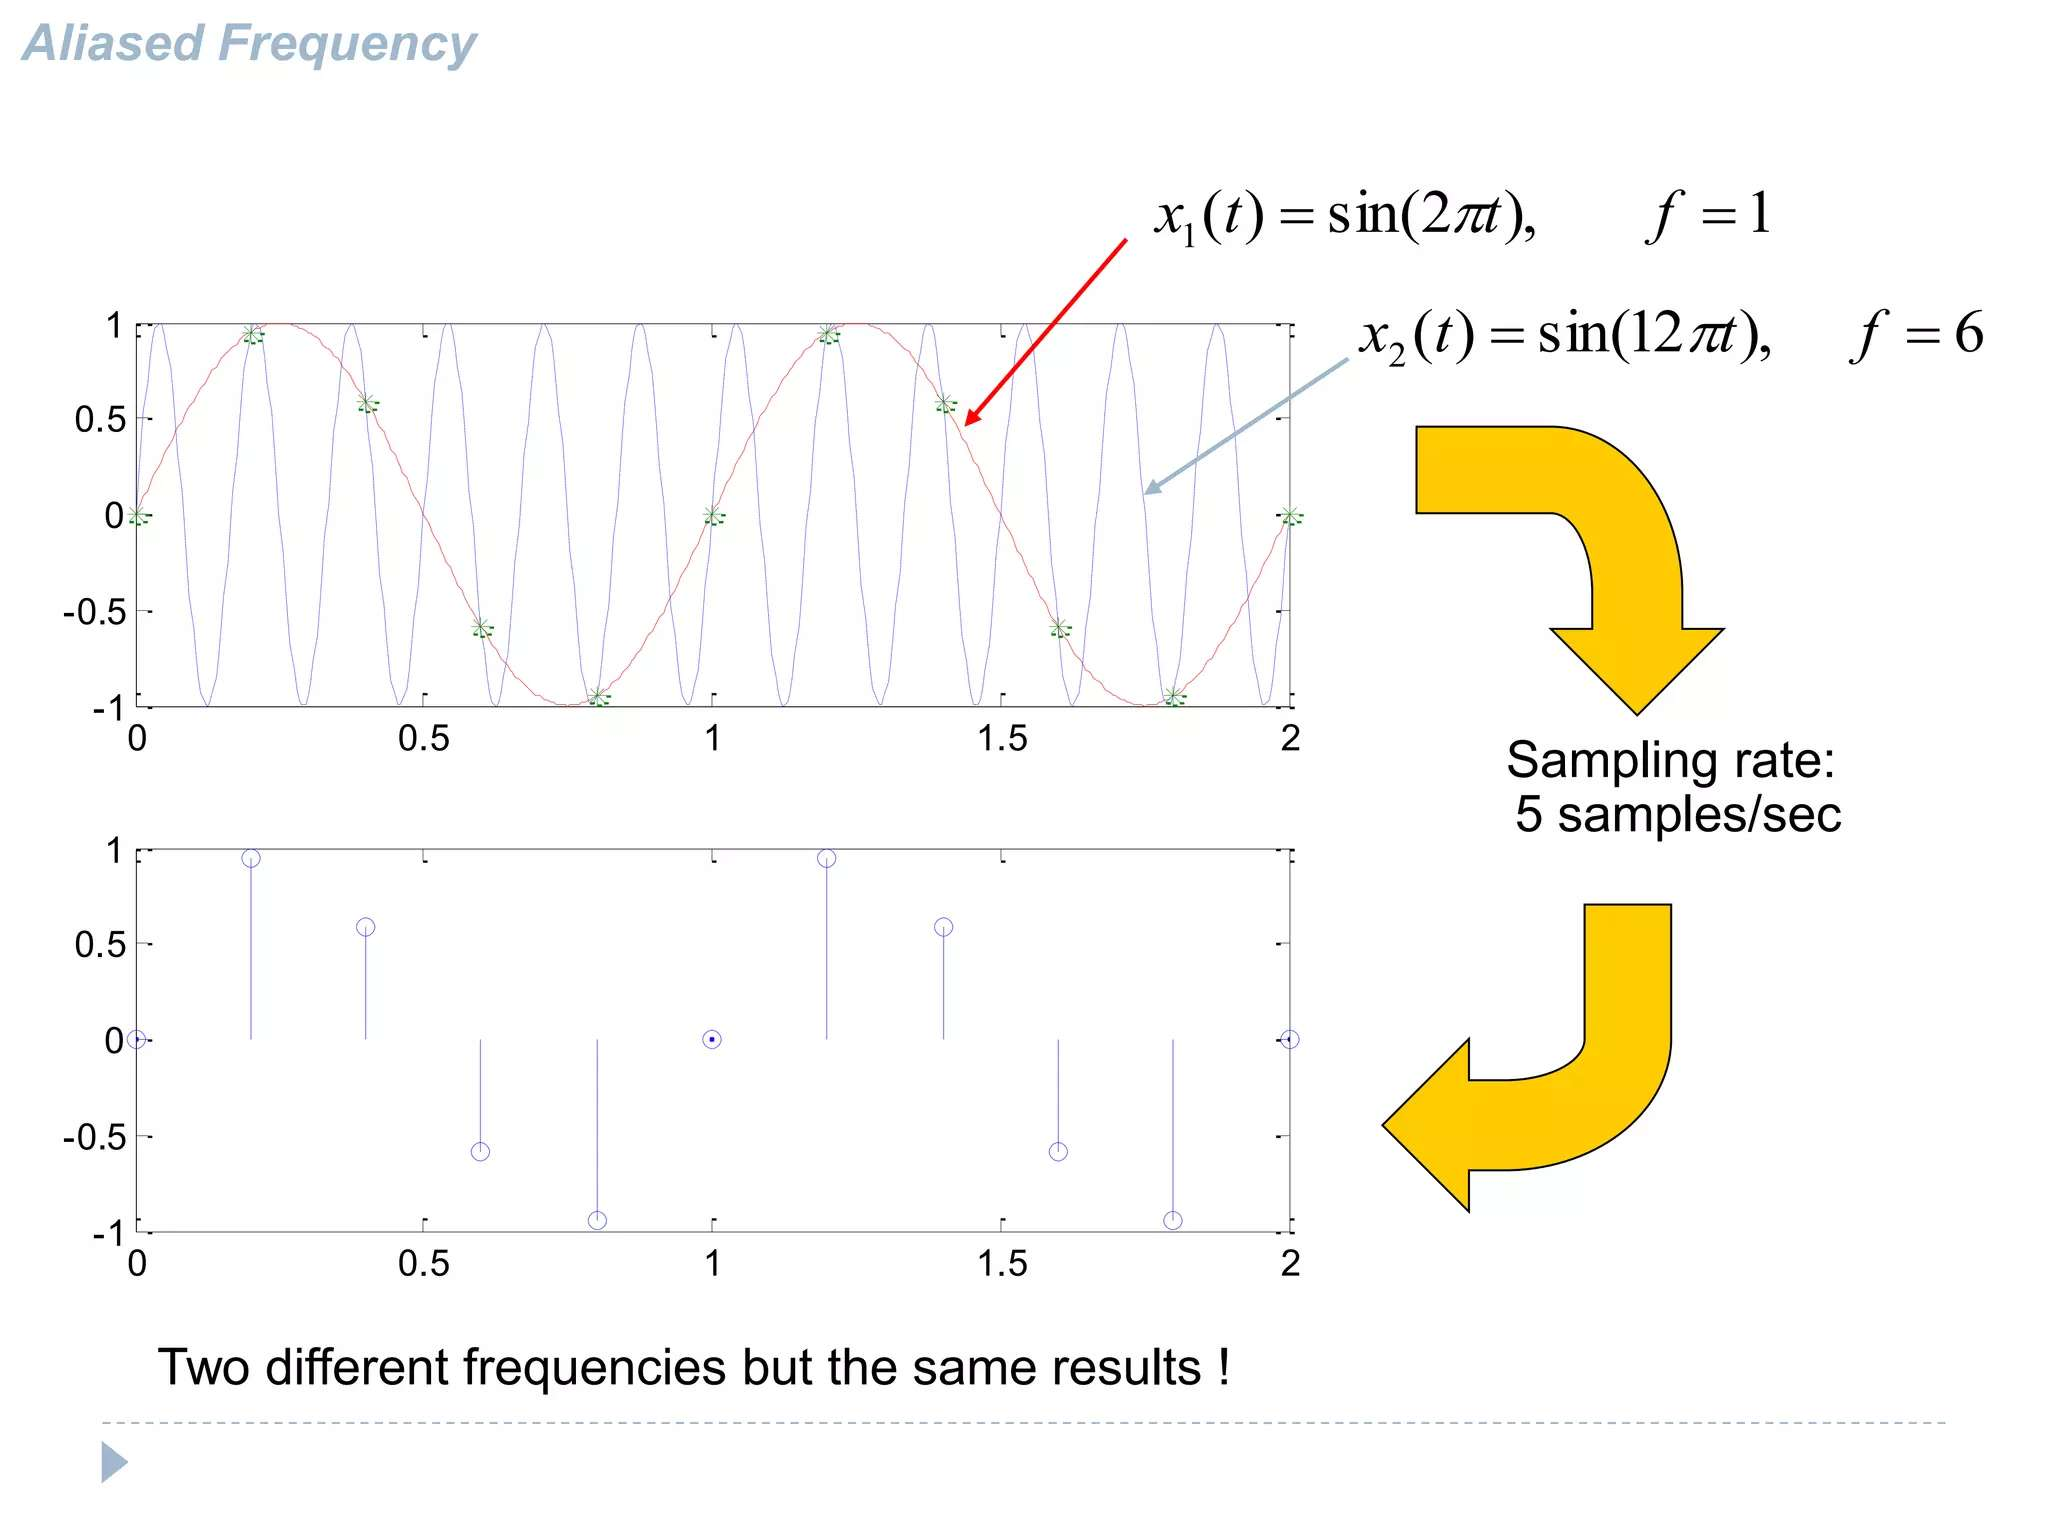 Aliased Frequency
x₁(t) = sin(2πt), f = 1
x₂(t) = sin(12πt), f = 6
1
0.5
0
-0.5
-1
0 0.5 1 1.5 2
Sampling rate:
5 samples/sec
1
0.5
0
-0.5
-1
0 0.5 1 1.5 2
Two different frequencies but the same results !